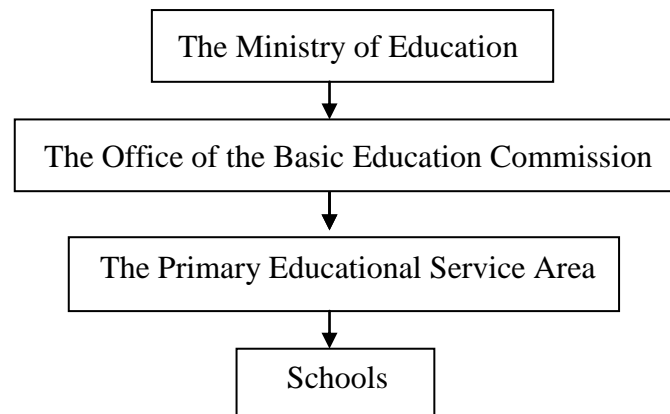 The Ministry of Education
The Office of the Basic Education Commission
The Primary Educational Service Area
Schools